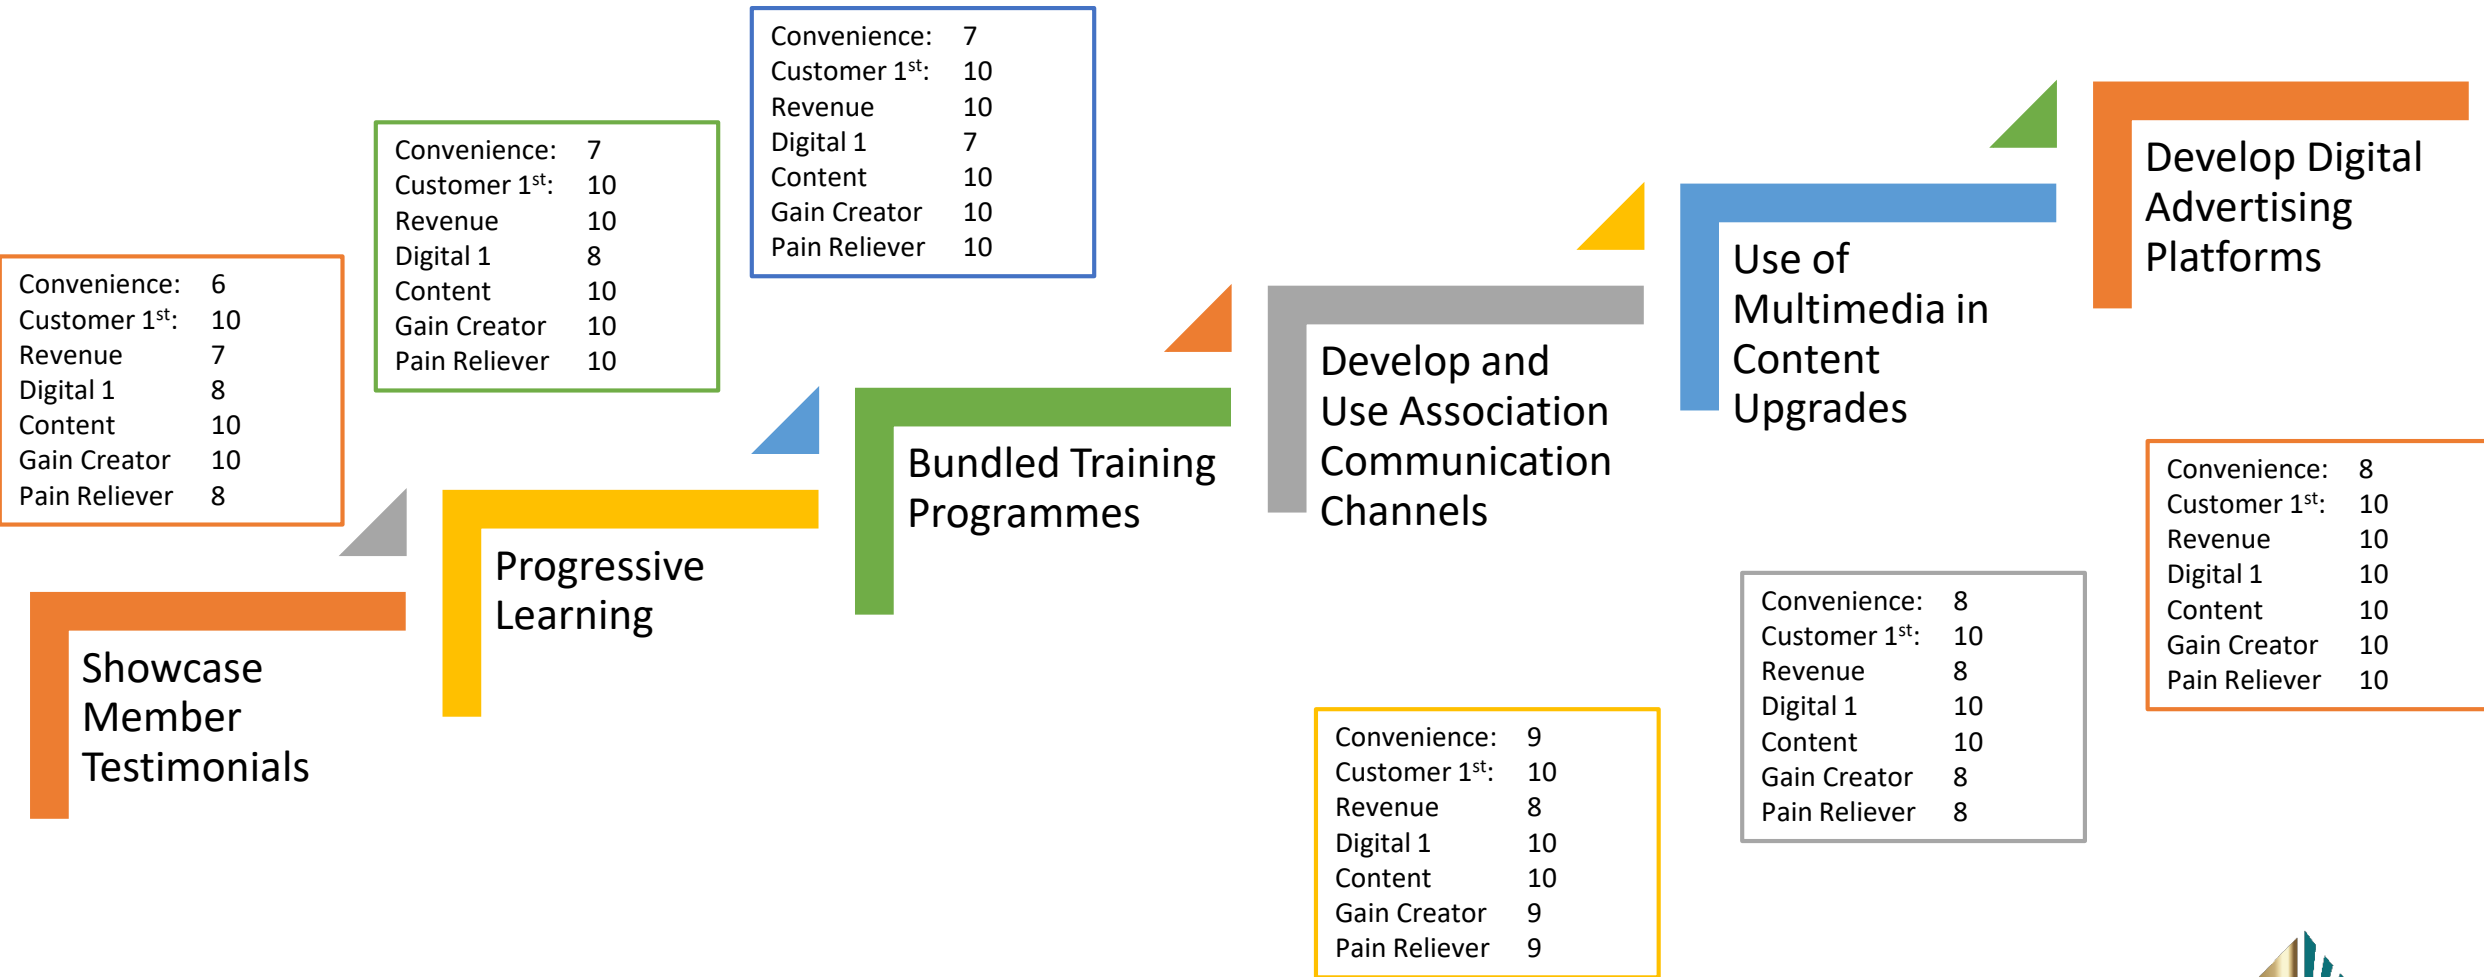 Convenience: 6
Customer 1st: 10
Revenue 7
Digital 1 8
Content 10
Gain Creator 10
Pain Reliever 8
Showcase
Member
Testimonials
Convenience: 7
Customer 1st: 10
Revenue 10
Digital 1 8
Content 10
Gain Creator 10
Pain Reliever 10
Progressive
Learning
Convenience: 7
Customer 1st: 10
Revenue 10
Digital 1 7
Content 10
Gain Creator 10
Pain Reliever 10
Bundled Training
Programmes
Develop and
Use Association
Communication
Channels
Convenience: 9
Customer 1st: 10
Revenue 8
Digital 1 10
Content 10
Gain Creator 9
Pain Reliever 9
Use of
Multimedia in
Content
Upgrades
Convenience: 8
Customer 1st: 10
Revenue 8
Digital 1 10
Content 10
Gain Creator 8
Pain Reliever 8
Develop Digital
Advertising
Platforms
Convenience: 8
Customer 1st: 10
Revenue 10
Digital 1 10
Content 10
Gain Creator 10
Pain Reliever 10